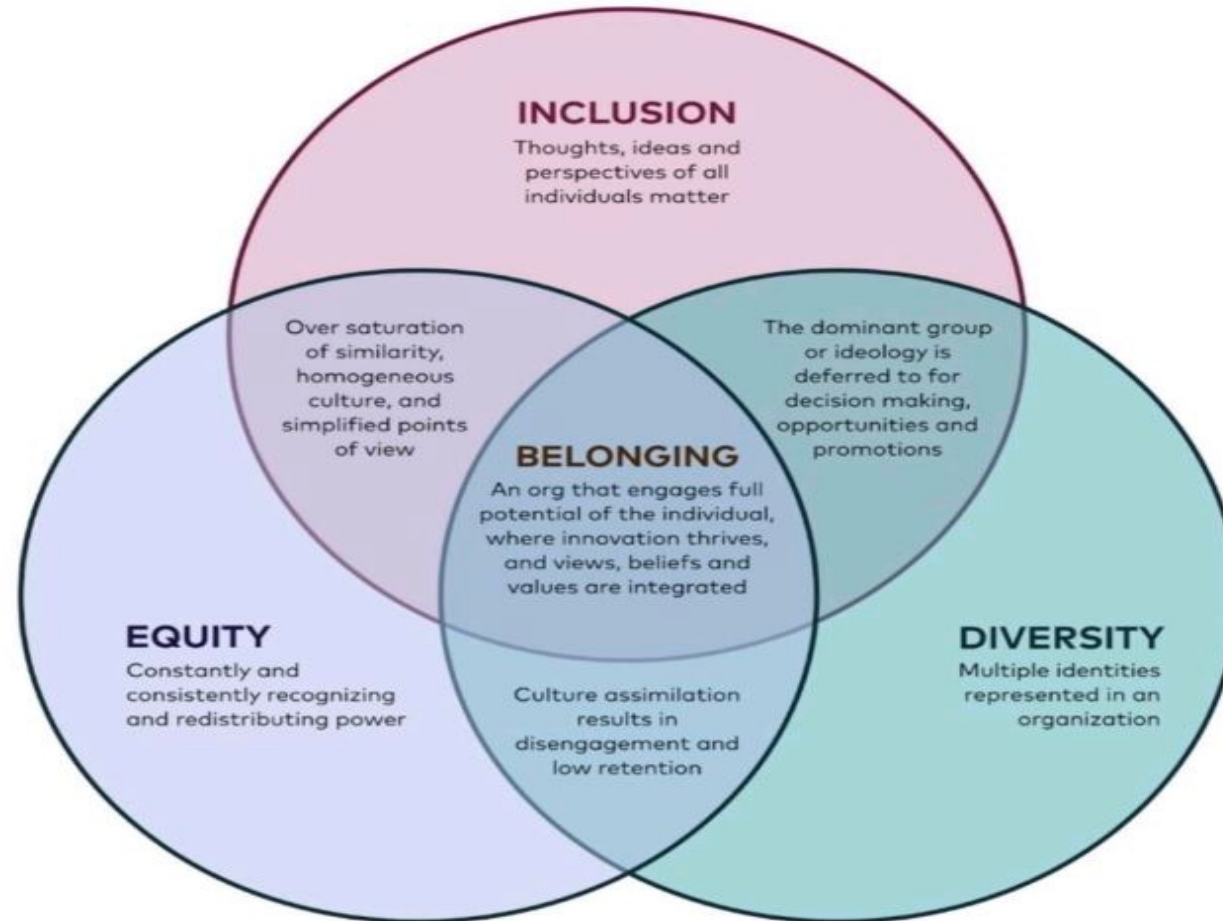 INCLUSION
Thoughts, ideas and
perspectives of all
individuals matter
Over saturation
of similarity,
homogeneous
culture, and
simplified points
of view
The dominant group
or ideology is
deferred to for
decision making,
opportunities and
promotions
BELONGING
An org that engages full
potential of the individual,
where innovation thrives,
and views, beliefs and
values are integrated
EQUITY
Constantly and
consistently recognizing
and redistributing power
DIVERSITY
Multiple identities
represented in an
organization
Culture assimilation
results in
disengagement and
low retention